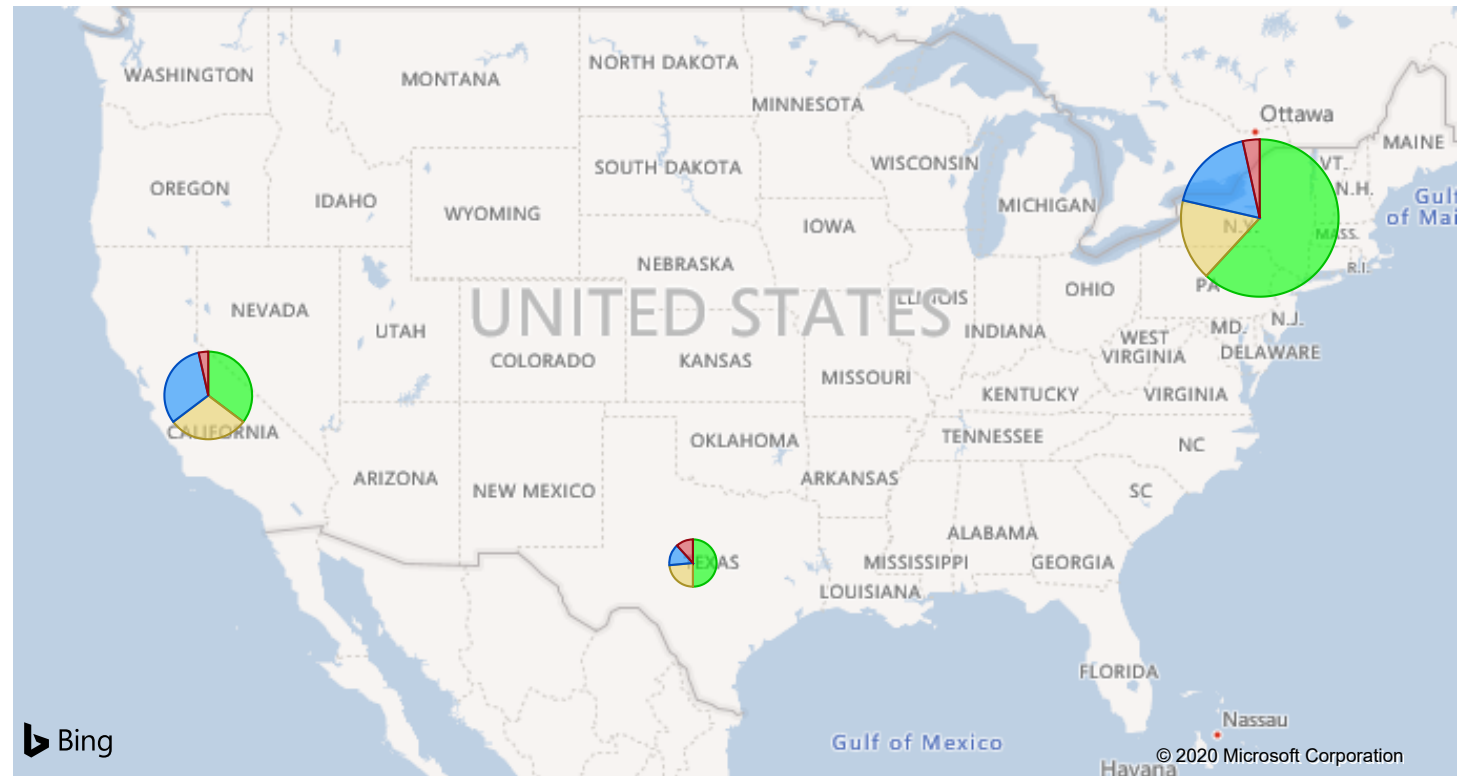 WASHINGTON
MONTANA
NORTH DAKOTA
MINNESOTA
Ottawa
MAINE
OREGON
IDAHO
SOUTH DAKOTA
WISCONSIN
VT.
N.H.
WYOMING
MICHIGAN
Gulf
of Mai
IOWA
N.Y.
MASS.
NEBRASKA
R.I.
NEVADA
UTAH
UNITED STATES
ILLINOIS
OHIO
PA
INDIANA
MD.
N.J.
COLORADO
KANSAS
WEST
VIRGINIA
DELAWARE
MISSOURI
KENTUCKY
VIRGINIA
CALIFORNIA
OKLAHOMA
TENNESSEE
NC
ARIZONA
NEW MEXICO
ARKANSAS
SC
ALABAMA
TEXAS
MISSISSIPPI
GEORGIA
LOUISIANA
FLORIDA
Nassau
Bing
Gulf of Mexico
© 2020 Microsoft Corporation
Havana